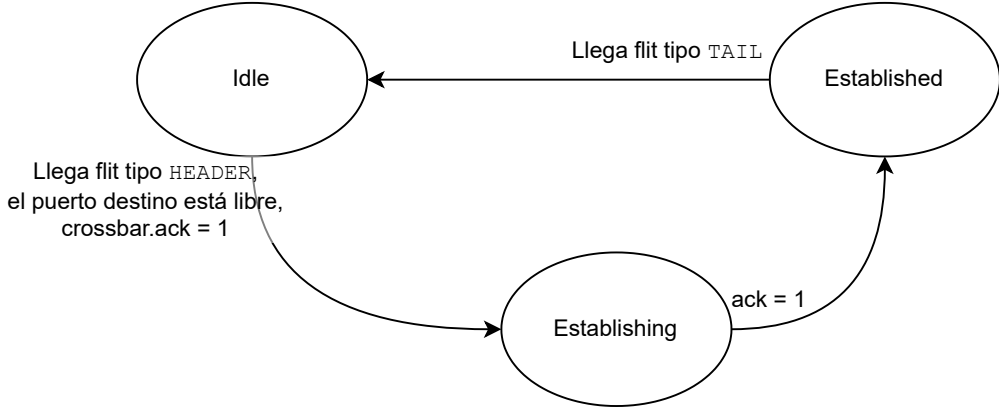 Llega flit tipo TAIL
Idle
Established
Llega flit tipo HEADER,
el puerto destino está libre,
crossbar.ack = 1
ack = 1
Establishing